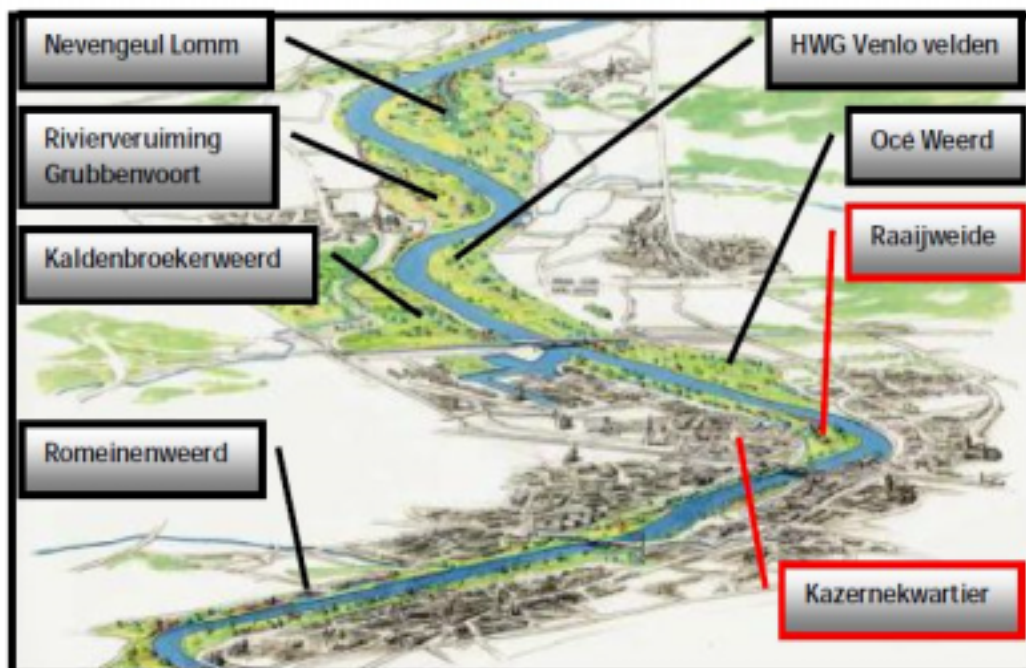 Nevengeul Lomm
HWG Venlo velden
Rivierveruiming
Grubbenvoort
Océ Weerd
Raaijweide
Kaldenbroekerweerd
Romeinenweerd
Kazernekwartier